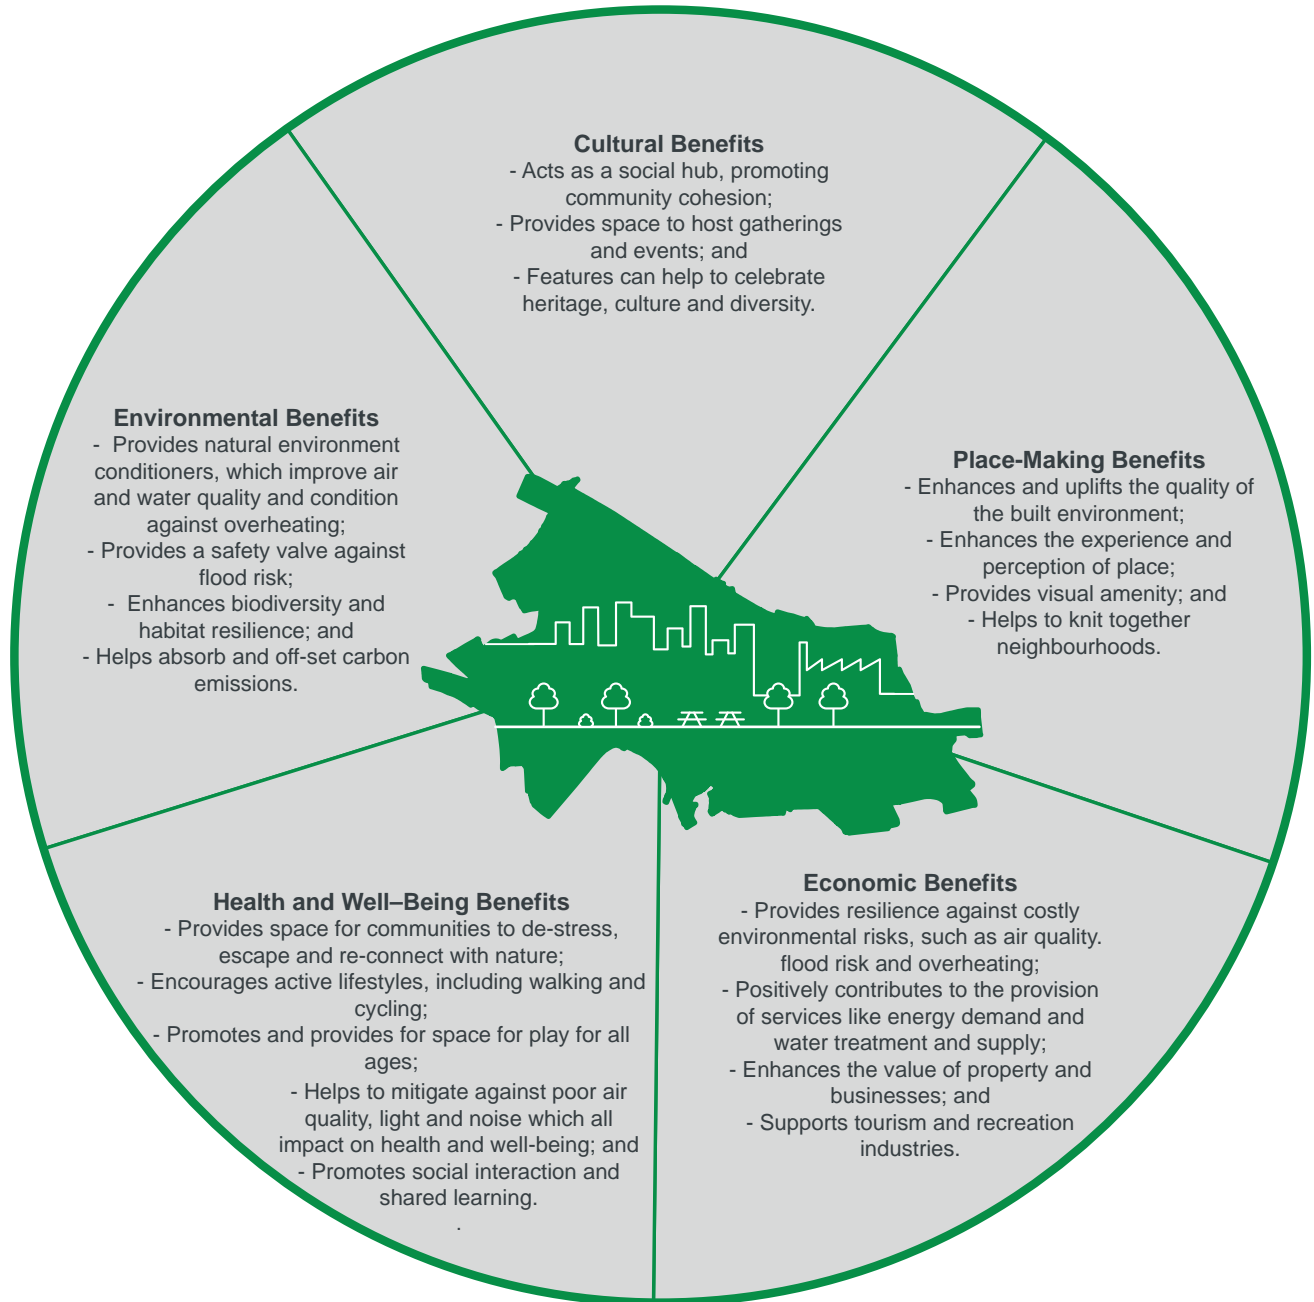 Cultural Benefits
- Acts as a social hub, promoting
community cohesion;
- Provides space to host gatherings
and events; and
- Features can help to celebrate
heritage, culture and diversity.
Environmental Benefits
- Provides natural environment
conditioners, which improve air
and water quality and condition
against overheating;
- Provides a safety valve against
flood risk;
- Enhances biodiversity and
habitat resilience; and
- Helps absorb and off-set carbon
emissions.
Place-Making Benefits
- Enhances and uplifts the quality of
the built environment;
- Enhances the experience and
perception of place;
- Provides visual amenity; and
- Helps to knit together
neighbourhoods.
Health and Well–Being Benefits
- Provides space for communities to de-stress,
escape and re-connect with nature;
- Encourages active lifestyles, including walking and
cycling;
- Promotes and provides for space for play for all
ages;
- Helps to mitigate against poor air
quality, light and noise which all
impact on health and well-being; and
- Promotes social interaction and
shared learning.
.
Economic Benefits
- Provides resilience against costly
environmental risks, such as air quality.
flood risk and overheating;
- Positively contributes to the provision
of services like energy demand and
water treatment and supply;
- Enhances the value of property and
businesses; and
- Supports tourism and recreation
industries.